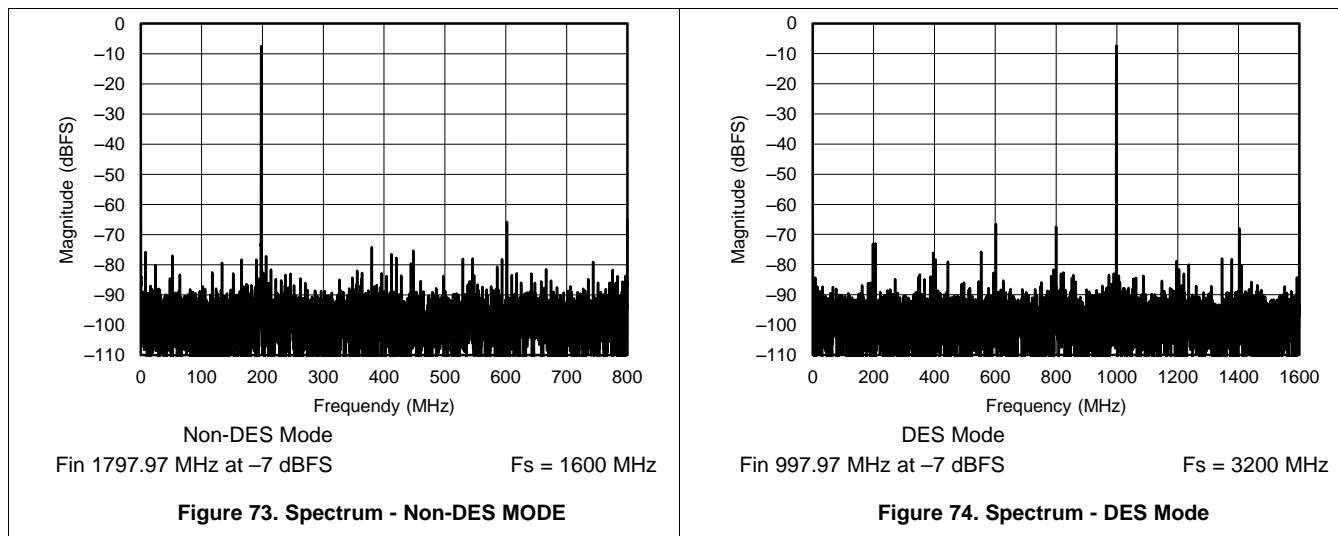 0
–10
–20
–30
–40
–50
–60
–70
–80
–90
–100
–110
Magnitude (dBFS)
0 100 200 300 400 500 600 700 800
Frequendy (MHz)
Non-DES Mode
Fin 1797.97 MHz at –7 dBFS Fs = 1600 MHz
Figure 73. Spectrum - Non-DES MODE
0
–10
–20
–30
–40
–50
–60
–70
–80
–90
–100
–110
Magnitude (dBFS)
0 200 400 600 800 1000 1200 1400 1600
Frequency (MHz)
DES Mode
Fin 997.97 MHz at –7 dBFS Fs = 3200 MHz
Figure 74. Spectrum - DES Mode